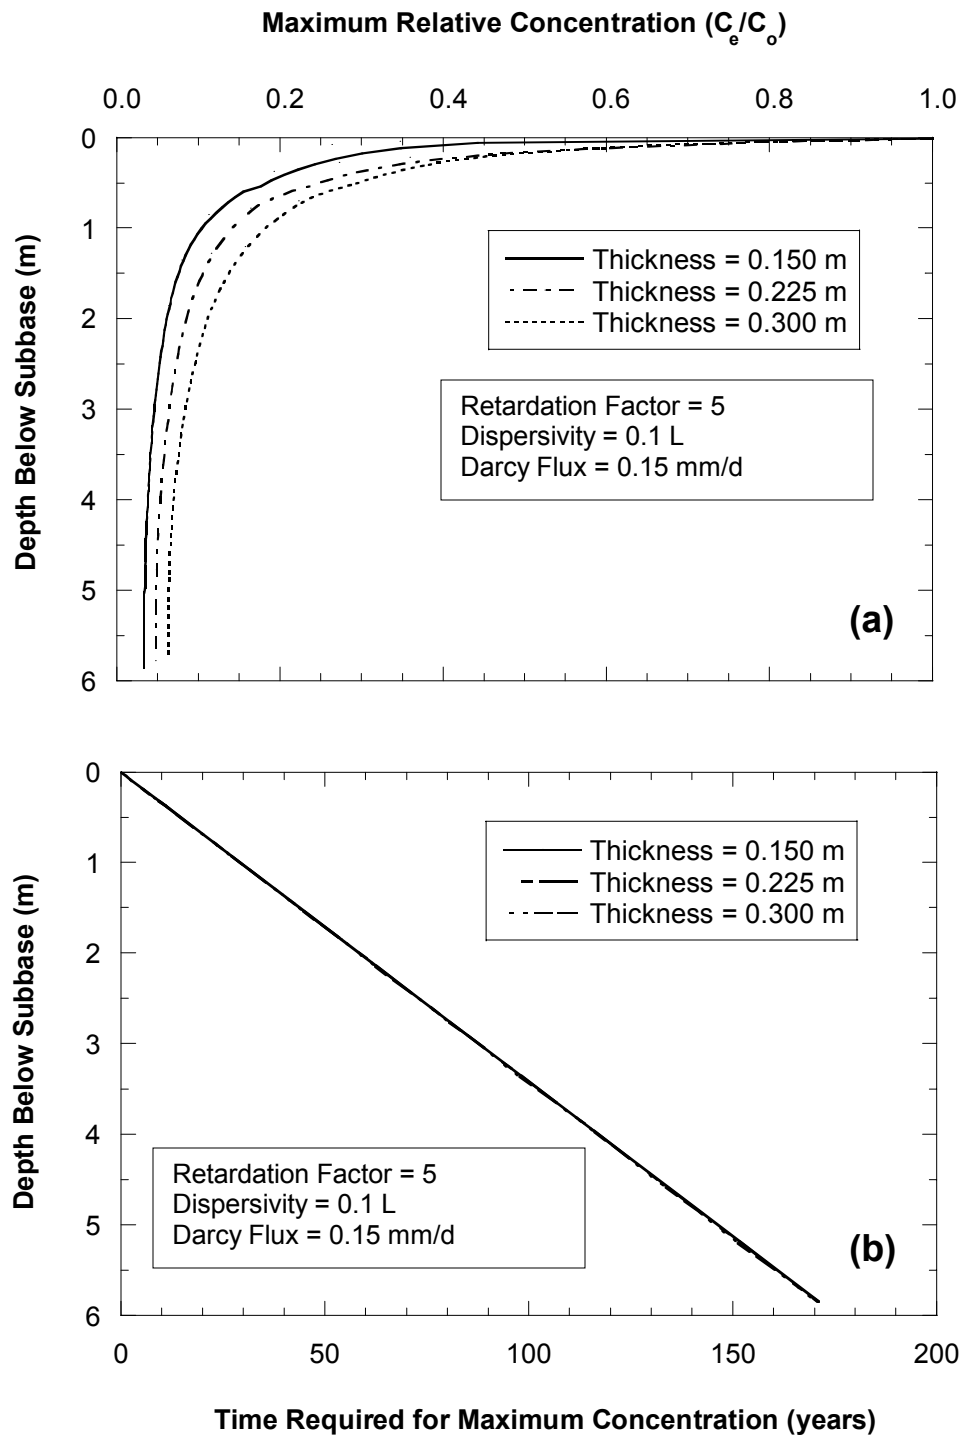 Maximum Relative Concentration (Ce/Co)
0.0 0.2 0.4 0.6 0.8 1.0
0
1
2
3
4
5
6
Depth Below Subbase (m)
Thickness = 0.150 m
Thickness = 0.225 m
Thickness = 0.300 m
Retardation Factor = 5
Dispersivity = 0.1 L
Darcy Flux = 0.15 mm/d
(a)
0
1
2
3
4
5
6
Depth Below Subbase (m)
Thickness = 0.150 m
Thickness = 0.225 m
Thickness = 0.300 m
Retardation Factor = 5
Dispersivity = 0.1 L
Darcy Flux = 0.15 mm/d
(b)
0 50 100 150 200
Time Required for Maximum Concentration (years)